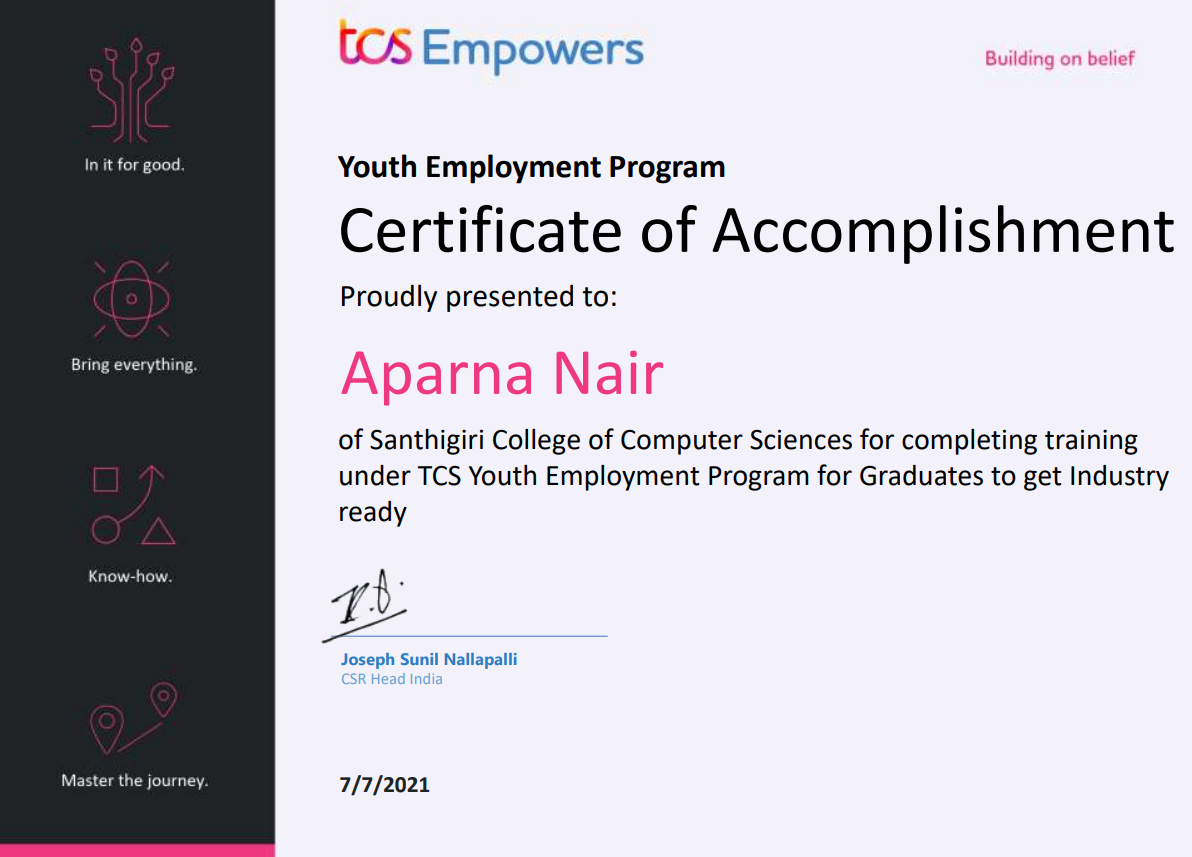 In it for good.
Bring everything.
Know-how.
Master the journey.
tcs Empowers
Building on belief
Youth Employment Program
Certificate of Accomplishment
Proudly presented to:
Aparna Nair
of Santhigiri College of Computer Sciences for completing training
under TCS Youth Employment Program for Graduates to get Industry
ready
Joseph Sunil Nallapalli
CSR Head India
7/7/2021